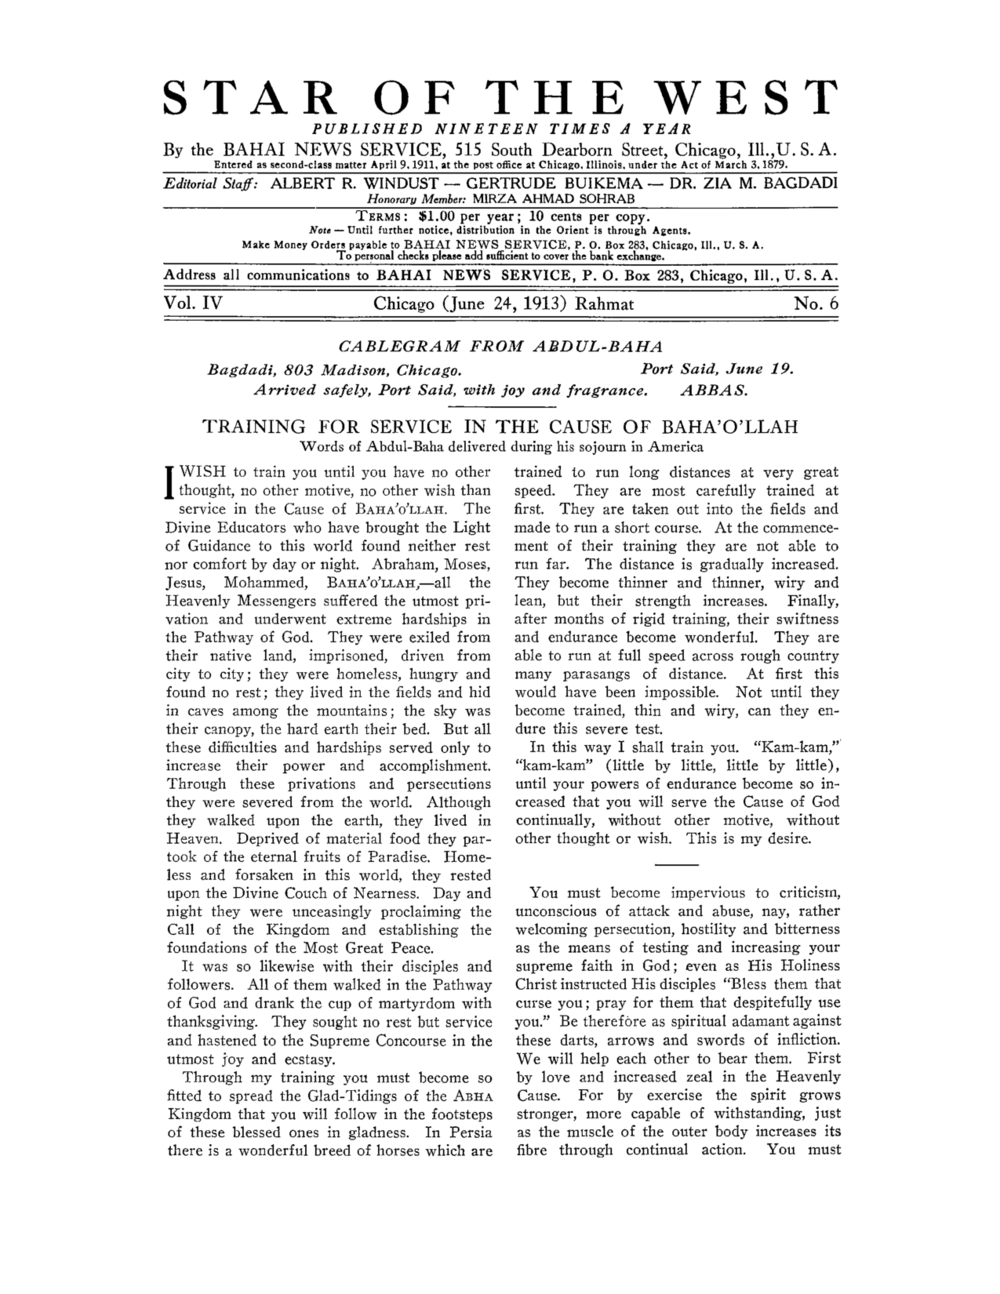 STAR OF THE WEST
PUBLISHED NINETEEN TIMES A YEAR
By the BAHAI NEWS SERVICE, 515 South Dearborn Street, Chicago, Ill., U. S. A.
Entered as second-class matter April 9, 1911, at the post office at Chicago, Illinois, under the Act of March 3, 1879.
Editorial Staff: ALBERT R. WINDUST — GERTRUDE BUIKEMA — DR. ZIA M. BAGDADI
Honorary Member: MIRZA AHMAD SOHRAB
TERMS: $1.00 per year; 10 cents per copy.
Note — Until further notice, distribution in the Orient is through Agents.
Make Money Orders payable to BAHAI NEWS SERVICE, P. O. Box 283, Chicago, Ill., U. S. A.
To personal checks please add sufficient to cover the bank exchange.
Address all communications to BAHAI NEWS SERVICE, P. O. Box 283, Chicago, Ill., U. S. A.
Vol. IV Chicago (June 24, 1913) Rahmat No. 6
CABLEGRAM FROM ABDUL-BAHA
Bagdadi, 803 Madison, Chicago. Port Said, June 19.
Arrived safely, Port Said, with joy and fragrance. ABBAS.
TRAINING FOR SERVICE IN THE CAUSE OF BAHA'O'LLAH
Words of Abdul-Baha delivered during his sojourn in America
I WISH to train you until you have no other
thought, no other motive, no other wish than
service in the Cause of BAHA'O'LLAH. The
Divine Educators who have brought the Light
of Guidance to this world found neither rest
nor comfort by day or night. Abraham, Moses,
Jesus, Mohammed, BAHA'O'LLAH,—all the
Heavenly Messengers suffered the utmost pri-
vation and underwent extreme hardships in
the Pathway of God. They were exiled from
their native land, imprisoned, driven from
city to city; they were homeless, hungry and
found no rest; they lived in the fields and hid
in caves among the mountains; the sky was
their canopy, the hard earth their bed. But all
these difficulties and hardships served only to
increase their power and accomplishment.
Through these privations and persecutions
they were severed from the world. Although
they walked upon the earth, they lived in
Heaven. Deprived of material food they par-
took of the eternal fruits of Paradise. Home-
less and forsaken in this world, they rested
upon the Divine Couch of Nearness. Day and
night they were unceasingly proclaiming the
Call of the Kingdom and establishing the
foundations of the Most Great Peace.
It was so likewise with their disciples and
followers. All of them walked in the Pathway
of God and drank the cup of martyrdom with
thanksgiving. They sought no rest but service
and hastened to the Supreme Concourse in the
utmost joy and ecstasy.
Through my training you must become so
fitted to spread the Glad-Tidings of the ABHA
Kingdom that you will follow in the footsteps
of these blessed ones in gladness. In Persia
there is a wonderful breed of horses which are
trained to run long distances at very great
speed. They are most carefully trained at
first. They are taken out into the fields and
made to run a short course. At the commence-
ment of their training they are not able to
run far. The distance is gradually increased.
They become thinner and thinner, wiry and
lean, but their strength increases. Finally,
after months of rigid training, their swiftness
and endurance become wonderful. They are
able to run at full speed across rough country
many parasangs of distance. At first this
would have been impossible. Not until they
become trained, thin and wiry, can they en-
dure this severe test.
In this way I shall train you. "Kam-kam,"
"kam-kam" (little by little, little by little),
until your powers of endurance become so in-
creased that you will serve the Cause of God
continually, without other motive, without
other thought or wish. This is my desire.
You must become impervious to criticism,
unconscious of attack and abuse, nay, rather
welcoming persecution, hostility and bitterness
as the means of testing and increasing your
supreme faith in God; even as His Holiness
Christ instructed His disciples "Bless them that
curse you; pray for them that despitefully use
you." Be therefore as spiritual adamant against
these darts, arrows and swords of infliction.
We will help each other to bear them. First
by love and increased zeal in the Heavenly
Cause. For by exercise the spirit grows
stronger, more capable of withstanding, just
as the muscle of the outer body increases its
fibre through continual action. You must